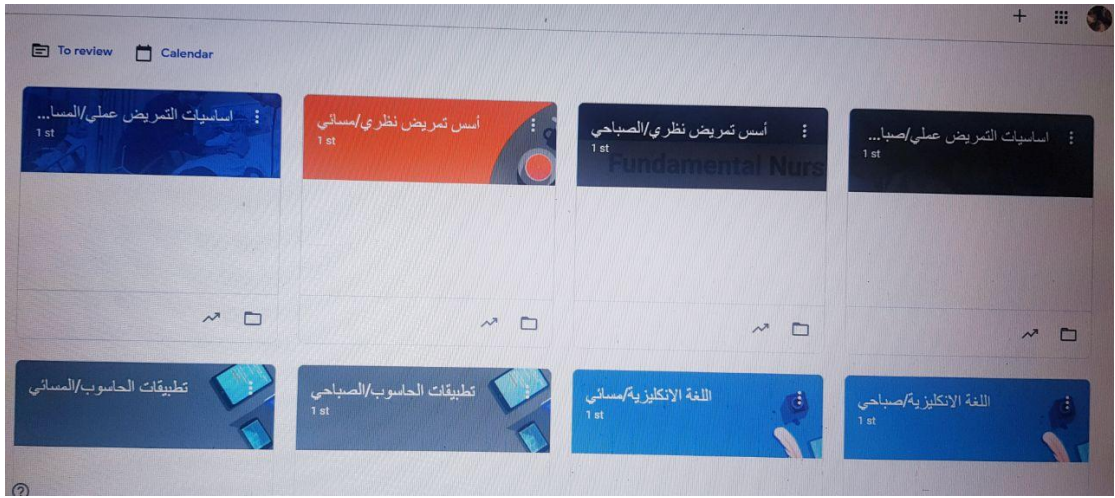 To review
Calendar
اساسيات التمريض عملي/المسا...
1 st
أسس تمريض نظري/مسائي
1 st
أسس تمريض نظري/الصباحي
1 st
Fundamental Nurs
اساسيات التمريض عملي/صبا...
1 st
تطبيقات الحاسوب/المسائي
تطبيقات الحاسوب/الصباحي
1 st
اللغة الانكليزية/مسائي
1 st
اللغة الانكليزية/صباحي
1 st